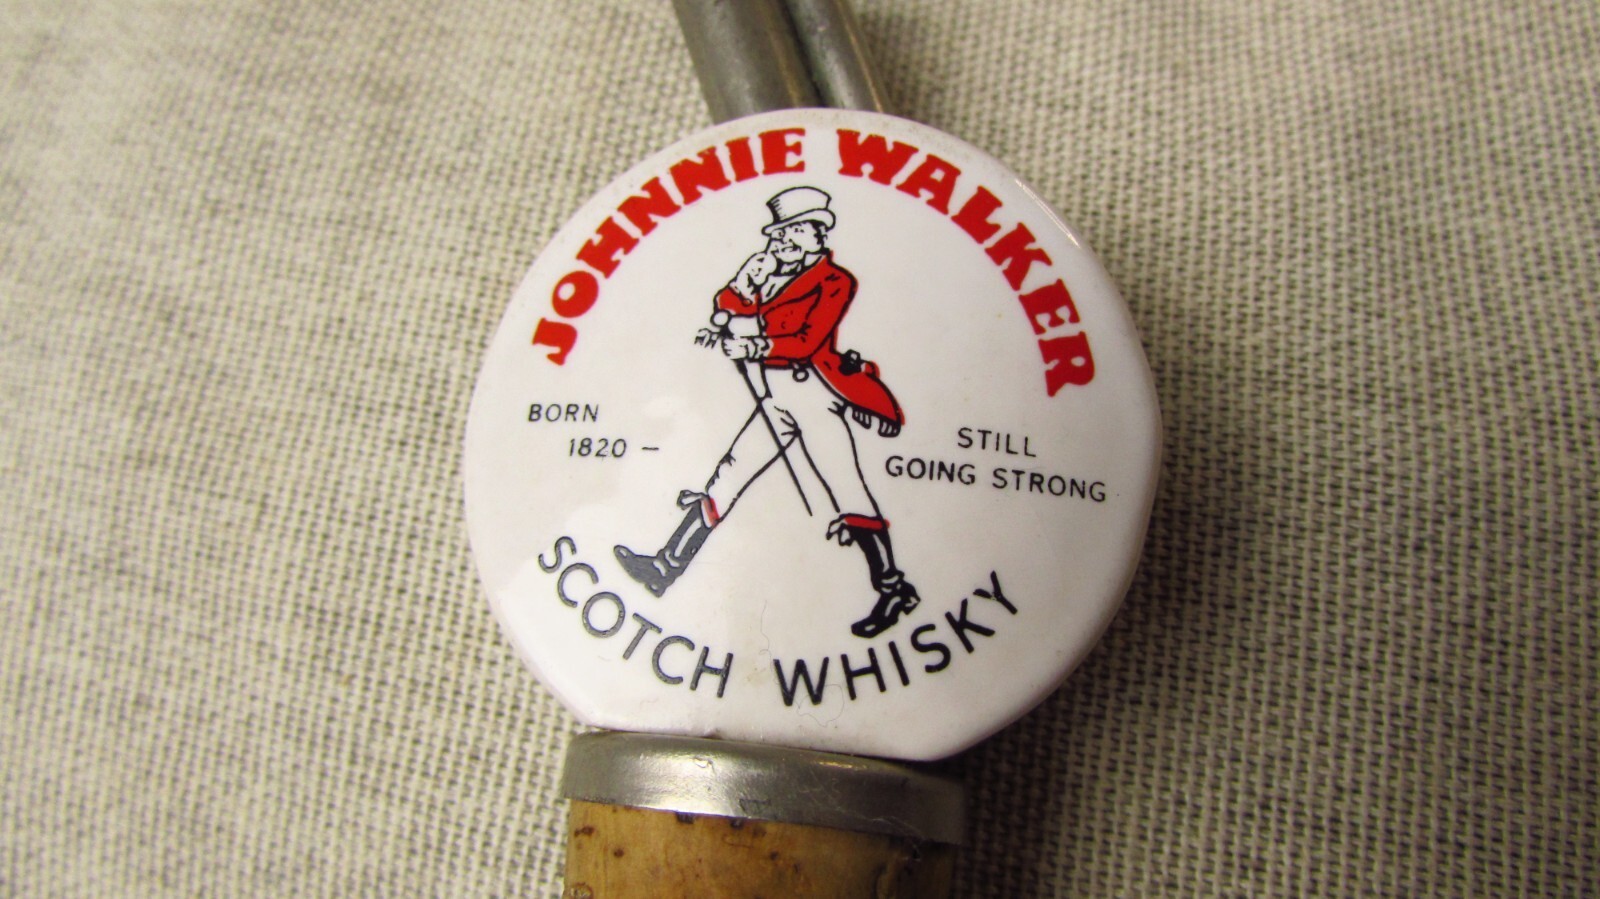 JOHNNIE WALKER
BORN
1820 –
STILL
GOING STRONG
SCOTCH WHISKY